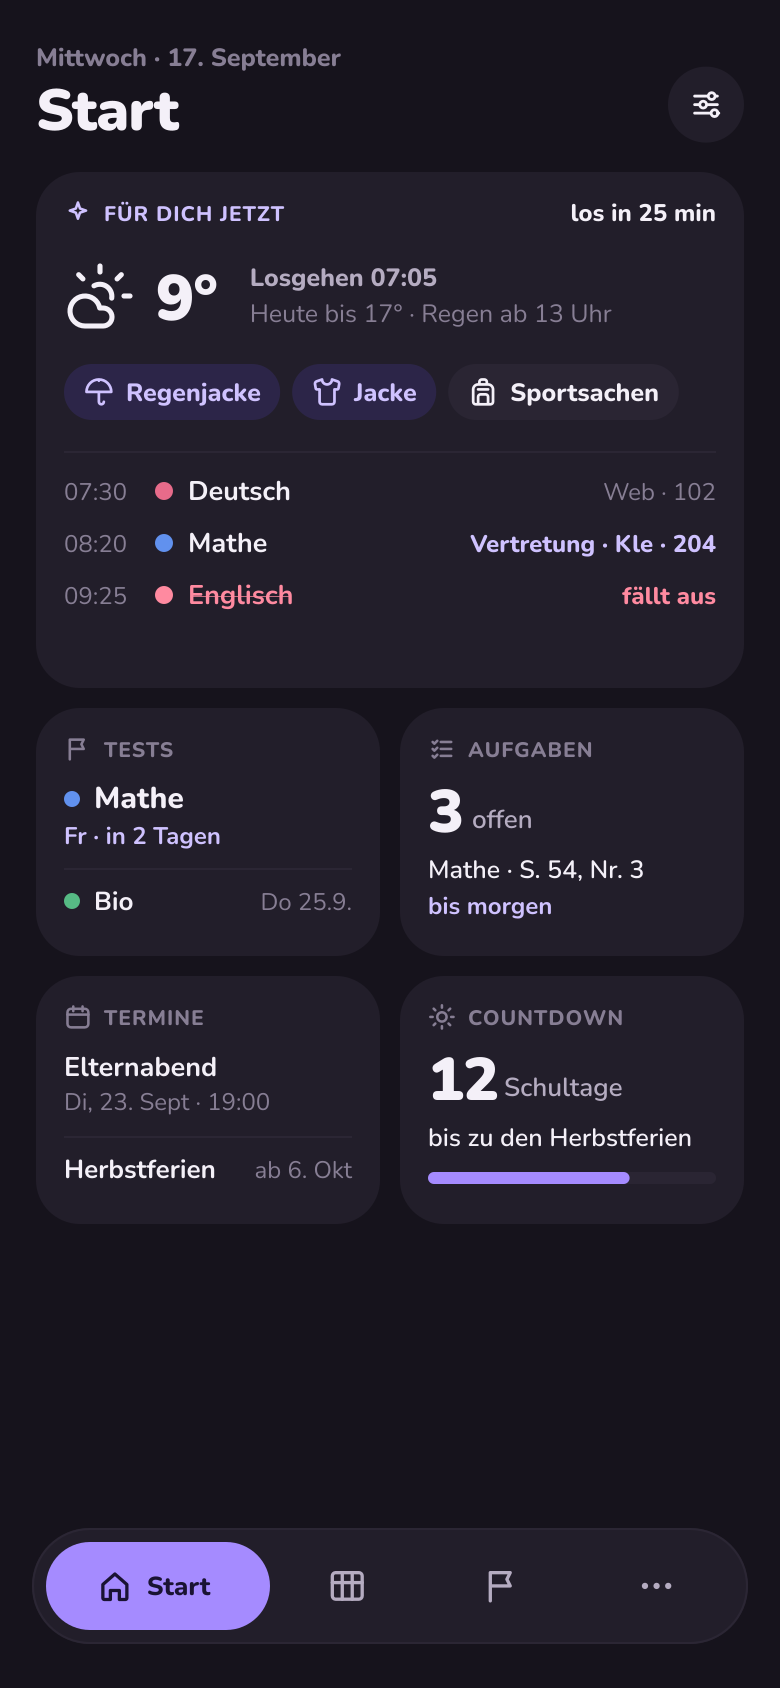 Mittwoch · 17. September
Start
FÜR DICH JETZT
los in 25 min
9°
Losgehen 07:05
Heute bis 17° · Regen ab 13 Uhr
Regenjacke
Jacke
Sportsachen
07:30 Deutsch Web · 102
08:20 Mathe Vertretung · Kle · 204
09:25 Englisch fällt aus
TESTS
Mathe
Fr · in 2 Tagen
Bio Do 25.9.
AUFGABEN
3 offen
Mathe · S. 54, Nr. 3
bis morgen
TERMINE
Elternabend
Di, 23. Sept · 19:00
Herbstferien ab 6. Okt
COUNTDOWN
12 Schultage
bis zu den Herbstferien
Start